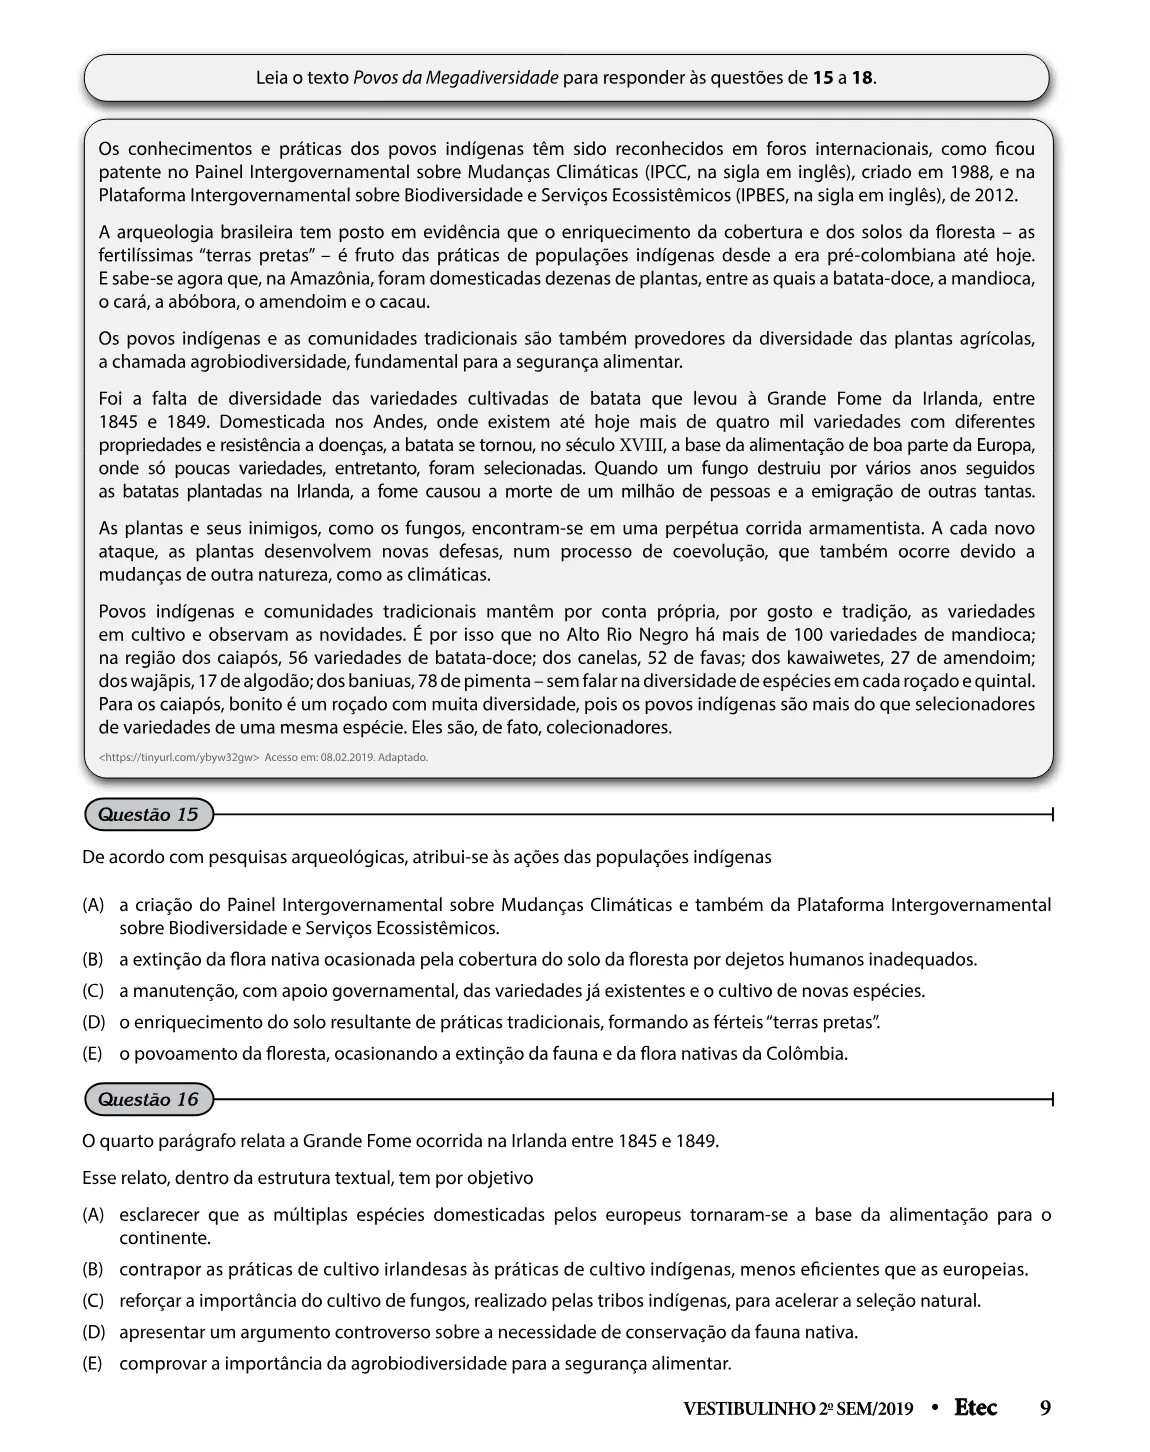 Leia o texto Povos da Megadiversidade para responder às questões de 15 a 18.
Os conhecimentos e práticas dos povos indígenas têm sido reconhecidos em foros internacionais, como ficou
patente no Painel Intergovernamental sobre Mudanças Climáticas (IPCC, na sigla em inglês), criado em 1988, e na
Plataforma Intergovernamental sobre Biodiversidade e Serviços Ecossistêmicos (IPBES, na sigla em inglês), de 2012.
A arqueologia brasileira tem posto em evidência que o enriquecimento da cobertura e dos solos da floresta – as
fertilíssimas “terras pretas” – é fruto das práticas de populações indígenas desde a era pré-colombiana até hoje.
E sabe-se agora que, na Amazônia, foram domesticadas dezenas de plantas, entre as quais a batata-doce, a mandioca,
o cará, a abóbora, o amendoim e o cacau.
Os povos indígenas e as comunidades tradicionais são também provedores da diversidade das plantas agrícolas,
a chamada agrobiodiversidade, fundamental para a segurança alimentar.
Foi a falta de diversidade das variedades cultivadas de batata que levou à Grande Fome da Irlanda, entre
1845 e 1849. Domesticada nos Andes, onde existem até hoje mais de quatro mil variedades com diferentes
propriedades e resistência a doenças, a batata se tornou, no século XVIII, a base da alimentação de boa parte da Europa,
onde só poucas variedades, entretanto, foram selecionadas. Quando um fungo destruiu por vários anos seguidos
as batatas plantadas na Irlanda, a fome causou a morte de um milhão de pessoas e a emigração de outras tantas.
As plantas e seus inimigos, como os fungos, encontram-se em uma perpétua corrida armamentista. A cada novo
ataque, as plantas desenvolvem novas defesas, num processo de coevolução, que também ocorre devido a
mudanças de outra natureza, como as climáticas.
Povos indígenas e comunidades tradicionais mantêm por conta própria, por gosto e tradição, as variedades
em cultivo e observam as novidades. É por isso que no Alto Rio Negro há mais de 100 variedades de mandioca;
na região dos caiapós, 56 variedades de batata-doce; dos canelas, 52 de favas; dos kawaiwetes, 27 de amendoim;
dos wajãpis, 17 de algodão; dos baniuas, 78 de pimenta – sem falar na diversidade de espécies em cada roçado e quintal.
Para os caiapós, bonito é um roçado com muita diversidade, pois os povos indígenas são mais do que selecionadores
de variedades de uma mesma espécie. Eles são, de fato, colecionadores.
<https://tinyurl.com/ybyw32gw> Acesso em: 08.02.2019. Adaptado.
Questão 15
De acordo com pesquisas arqueológicas, atribui-se às ações das populações indígenas
(A) a criação do Painel Intergovernamental sobre Mudanças Climáticas e também da Plataforma Intergovernamental
sobre Biodiversidade e Serviços Ecossistêmicos.
(B) a extinção da flora nativa ocasionada pela cobertura do solo da floresta por dejetos humanos inadequados.
(C) a manutenção, com apoio governamental, das variedades já existentes e o cultivo de novas espécies.
(D) o enriquecimento do solo resultante de práticas tradicionais, formando as férteis “terras pretas”.
(E) o povoamento da floresta, ocasionando a extinção da fauna e da flora nativas da Colômbia.
Questão 16
O quarto parágrafo relata a Grande Fome ocorrida na Irlanda entre 1845 e 1849.
Esse relato, dentro da estrutura textual, tem por objetivo
(A) esclarecer que as múltiplas espécies domesticadas pelos europeus tornaram-se a base da alimentação para o
continente.
(B) contrapor as práticas de cultivo irlandesas às práticas de cultivo indígenas, menos eficientes que as europeias.
(C) reforçar a importância do cultivo de fungos, realizado pelas tribos indígenas, para acelerar a seleção natural.
(D) apresentar um argumento controverso sobre a necessidade de conservação da fauna nativa.
(E) comprovar a importância da agrobiodiversidade para a segurança alimentar.
VESTIBULINHO 2º SEM/2019 • Etec 9